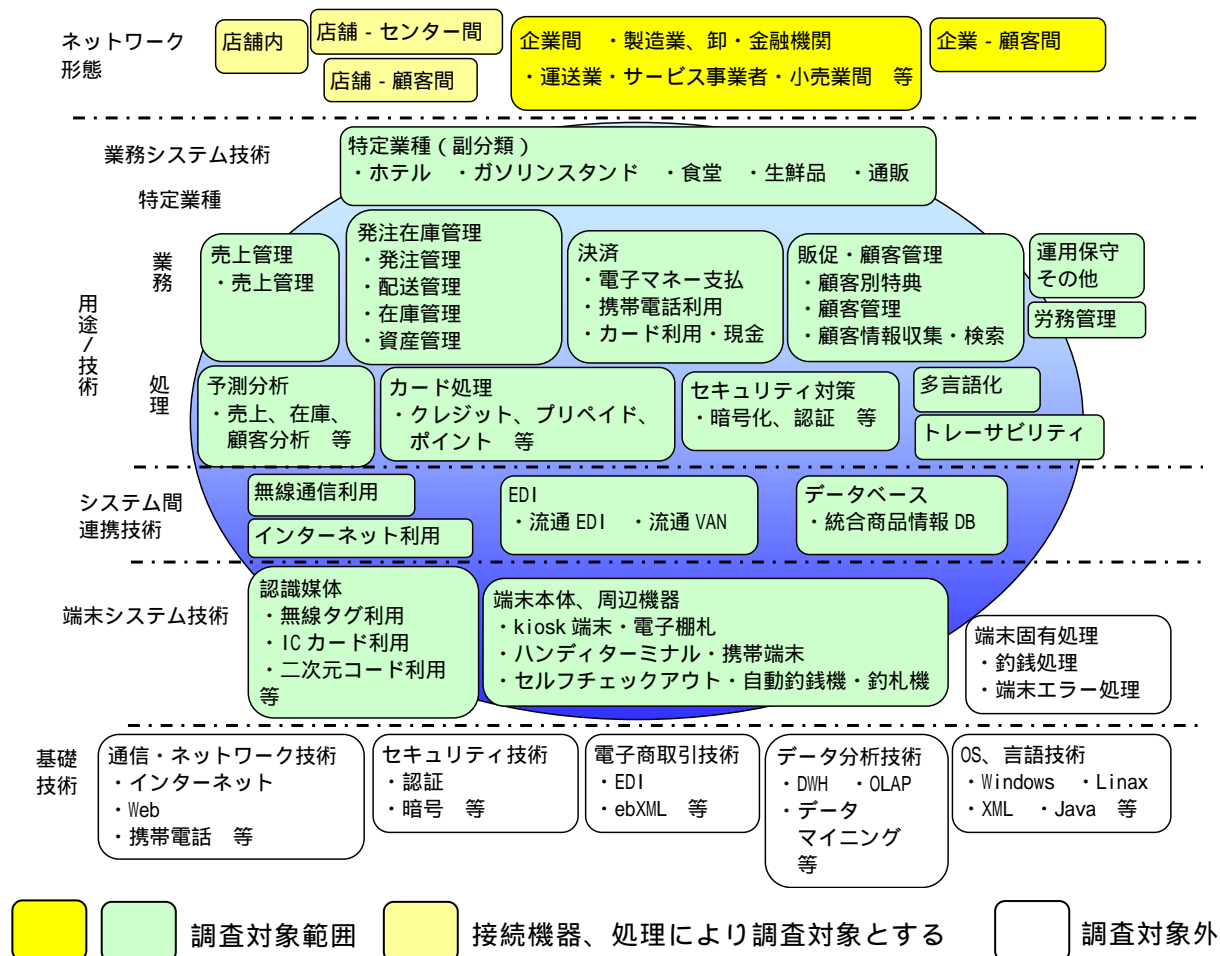 ネットワーク
形態
店舗内
店舗 - センター間
店舗 - 顧客間
企業間　・製造業、卸・金融機関
・運送業・サービス事業者・小売業間　等
企業 - 顧客間
業務システム技術
特定業種
特定業種（副分類）
・ホテル　・ガソリンスタンド　・食堂　・生鮮品　・通販
用途/技術
業務
売上管理
・売上管理
発注在庫管理
・発注管理
・配送管理
・在庫管理
・資産管理
決済
・電子マネー支払
・携帯電話利用
・カード利用・現金
販促・顧客管理
・顧客別特典
・顧客管理
・顧客情報収集・検索
運用保守
その他
労務管理
処理
予測分析
・売上、在庫、
顧客分析　等
カード処理
・クレジット、プリペイド、
ポイント　等
セキュリティ対策
・暗号化、認証　等
多言語化
トレーサビリティ
システム間
連携技術
無線通信利用
インターネット利用
EDI
・流通 EDI　・流通 VAN
データベース
・統合商品情報 DB
端末システム技術
認識媒体
・無線タグ利用
・IC カード利用
・二次元コード利用
等
端末本体、周辺機器
・kiosk 端末・電子棚札
・ハンディターミナル・携帯端末
・セルフチェックアウト・自動釣銭機・釣札機
端末固有処理
・釣銭処理
・端末エラー処理
基礎
技術
通信・ネットワーク技術
・インターネット
・Web
・携帯電話　等
セキュリティ技術
・認証
・暗号　等
電子商取引技術
・EDI
・ebXML　等
データ分析技術
・DWH　・OLAP
・データ
マイニング
等
OS、言語技術
・Windows　・Linax
・XML　・Java　等
調査対象範囲
接続機器、処理により調査対象とする
調査対象外